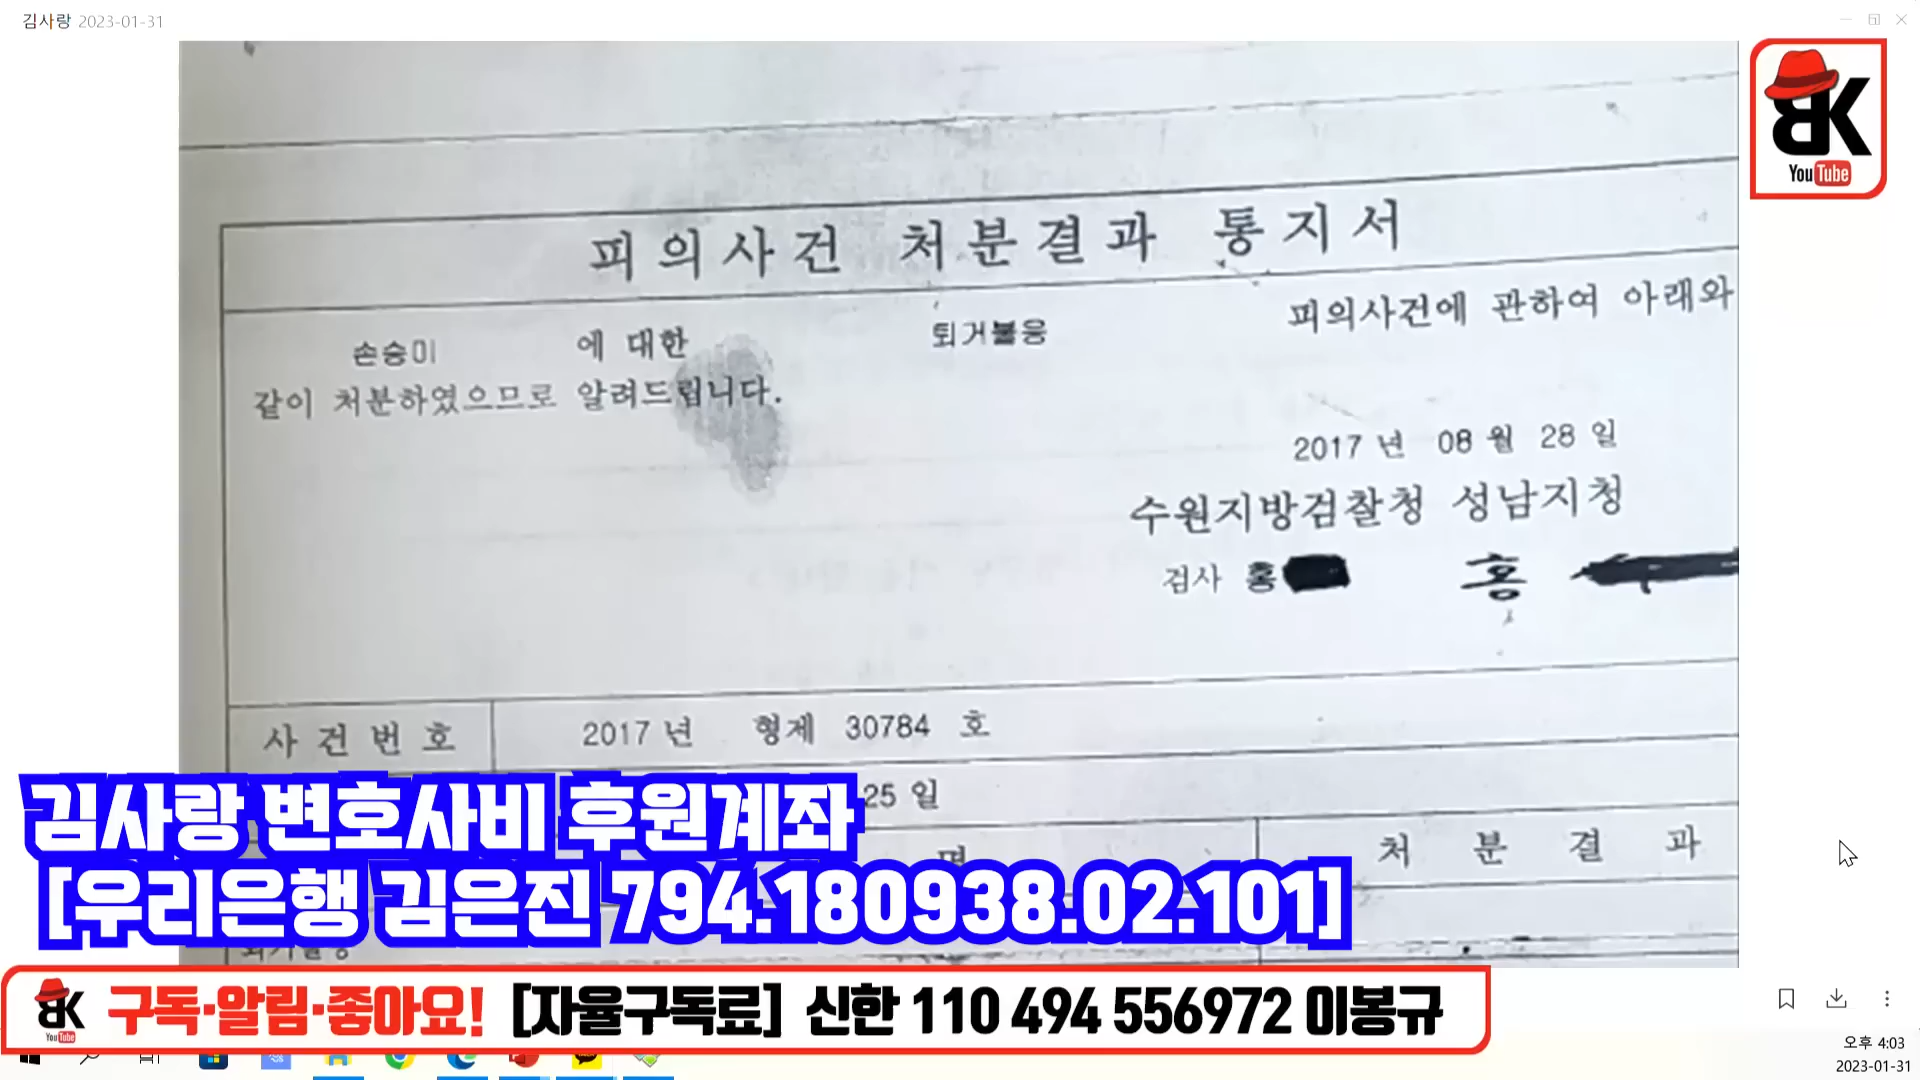 김사랑 2023-01-31
BK
YouTube
피의사건 처분결과 통지서
손승미 에 대한 퇴거불응 피의사건에 관하여 아래와
같이 처분하였으므로 알려드립니다.
2017 년 08 월 28 일
수원지방검찰청 성남지청
검사 홍 홍
사 건 번 호 2017 년 형제 30784 호
25 일
명 처 분 결 과
김사랑 변호사비 후원계좌
[우리은행 김은진 794.180938.02.101]
BK YouTube 구독·알림·좋아요! [자율구독료] 신한 110 494 556972 이봉규
오후 4:03
2023-01-31